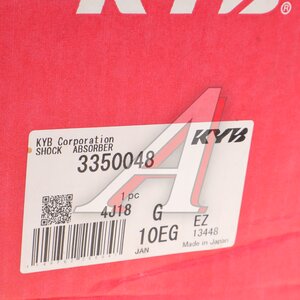 KYB Corporation
SHOCK ABSORBER
KYB
3350048
1 pc
4J18 G EZ
10EG 13448
JAN Made in Japan